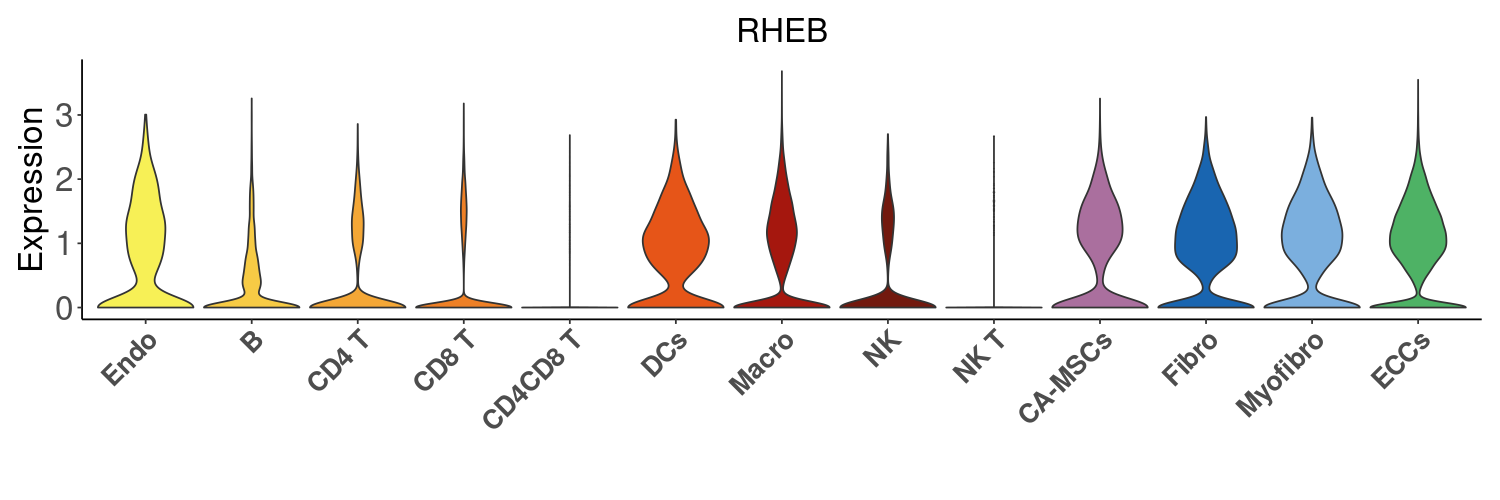 RHEB
Expression
3
2
1
0
Endo B CD4 T CD8 T CD4CD8 T DCs Macro NK NK T CA-MSCs Fibro Myofibro ECCs